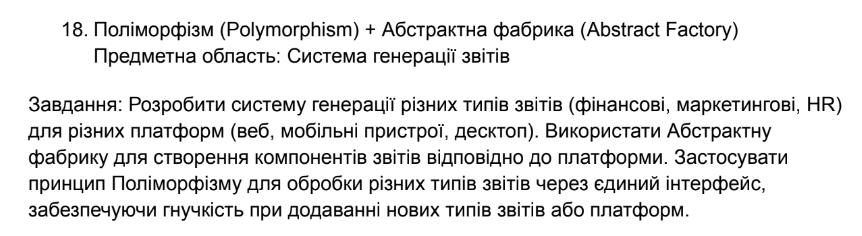 18. Поліморфізм (Polymorphism) + Абстрактна фабрика (Abstract Factory)
Предметна область: Система генерації звітів
Завдання: Розробити систему генерації різних типів звітів (фінансові, маркетингові, HR)
для різних платформ (веб, мобільні пристрої, десктоп). Використати Абстрактну
фабрику для створення компонентів звітів відповідно до платформи. Застосувати
принцип Поліморфізму для обробки різних типів звітів через єдиний інтерфейс,
забезпечуючи гнучкість при додаванні нових типів звітів або платформ.